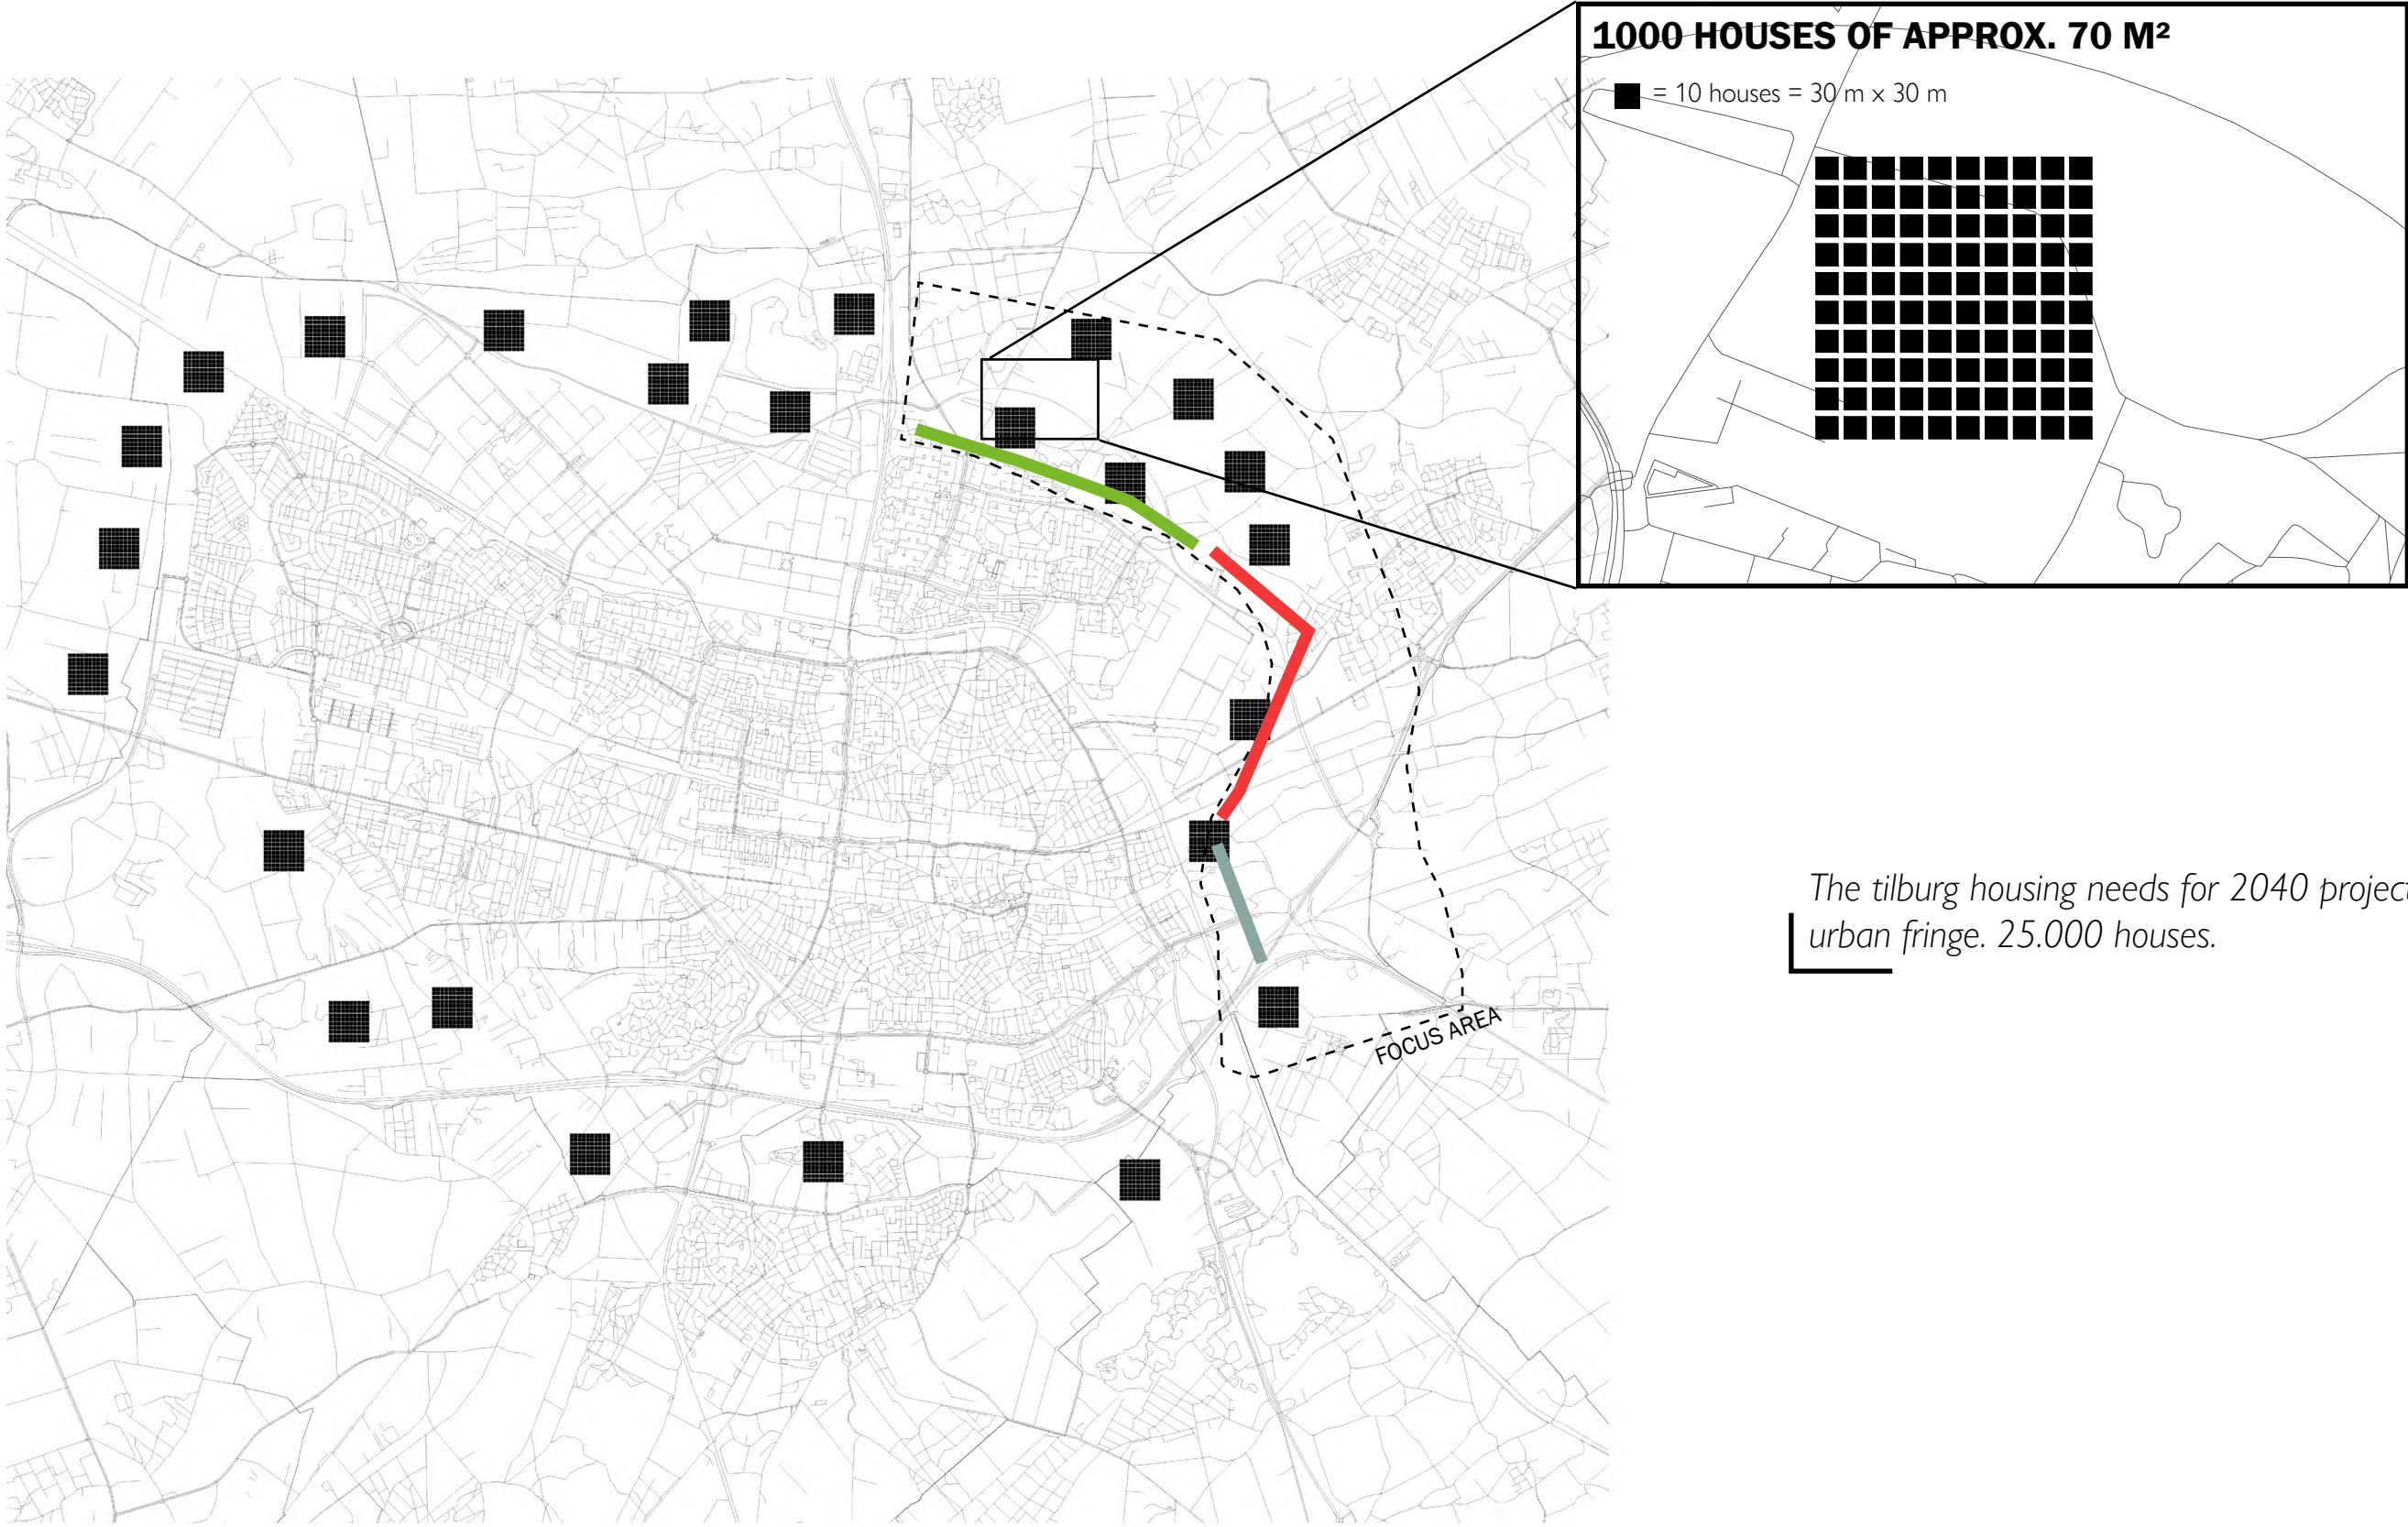 1000 HOUSES OF APPROX. 70 M²
= 10 houses = 30 m x 30 m
The tilburg housing needs for 2040 project
urban fringe. 25.000 houses.
FOCUS AREA